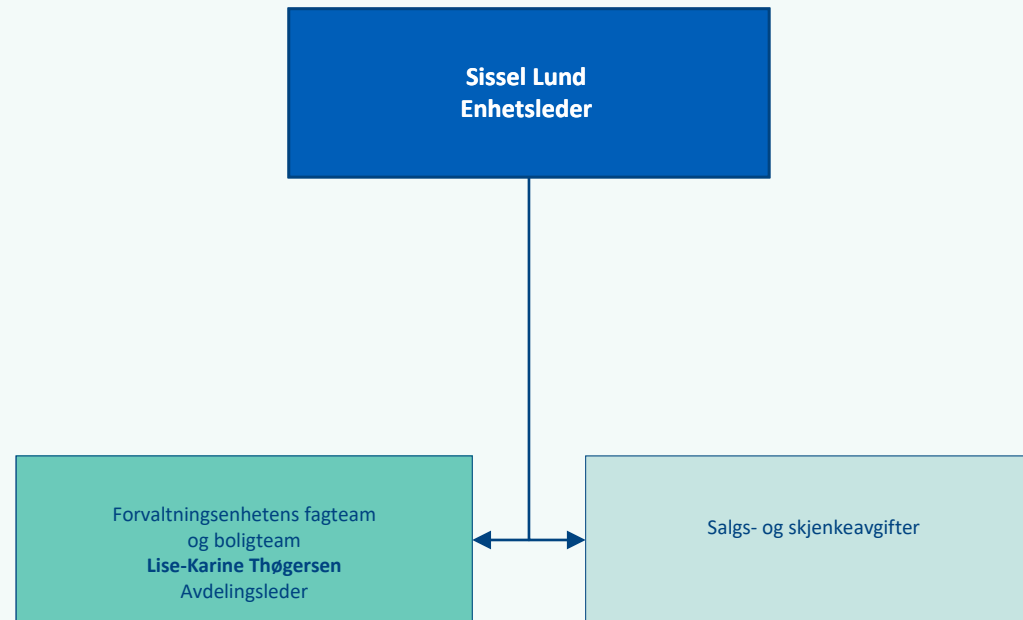 Sissel Lund
Enhetsleder
Forvaltningsenhetens fagteam
og boligteam
Lise-Karine Thøgersen
Avdelingsleder
Salgs- og skjenkeavgifter